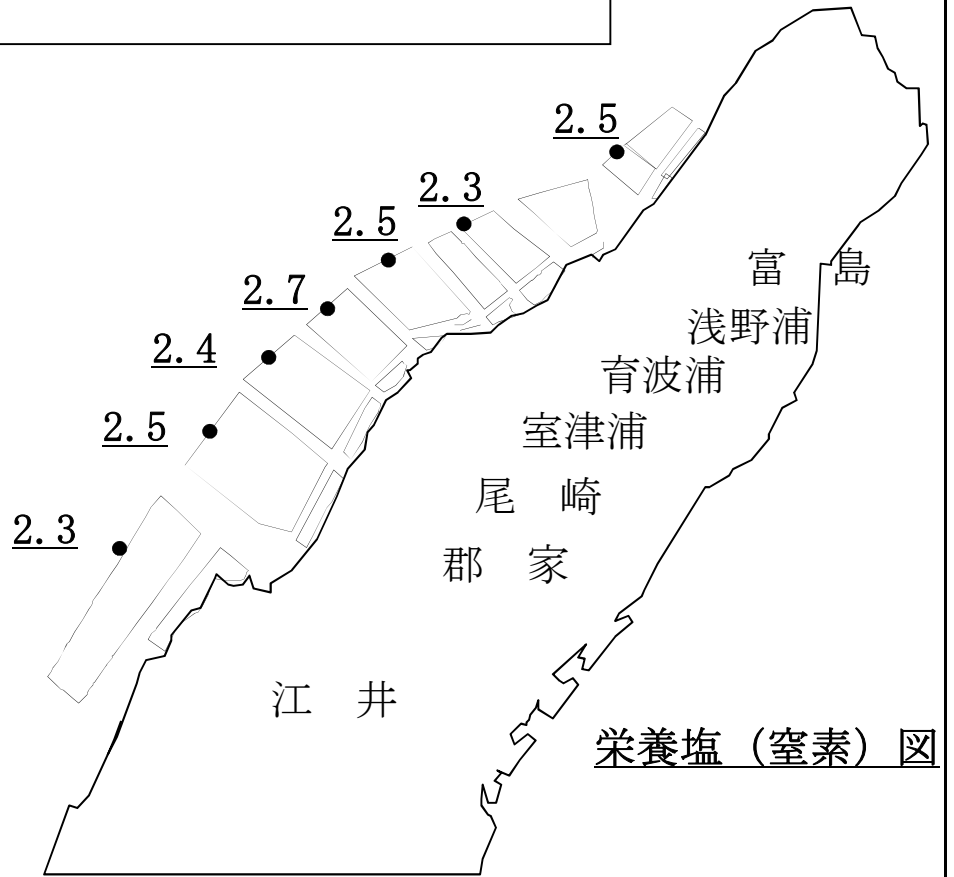 2.5
2.3
2.5
2.7
2.4
2.5
2.3
富　島
浅野浦
育波浦
室津浦
尾　崎
郡　家
江　井
栄養塩（窒素）図